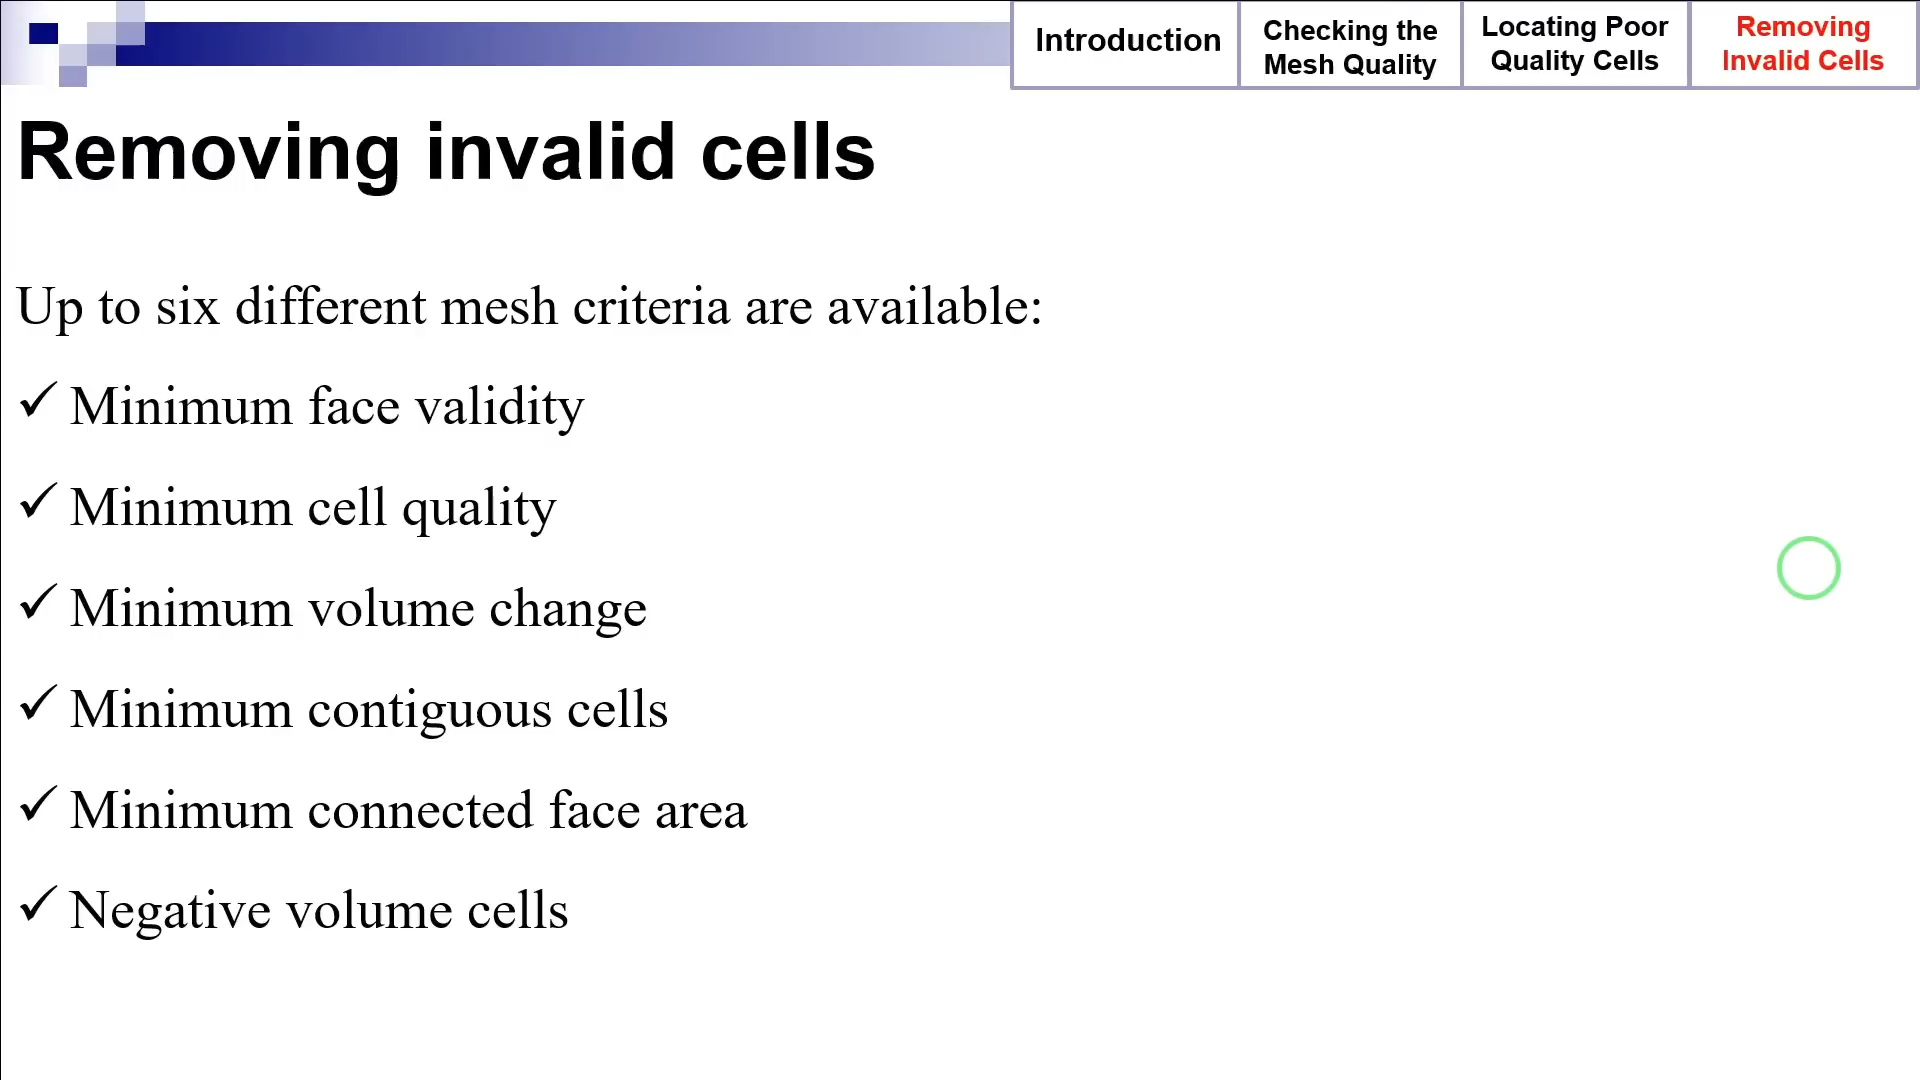 Introduction
Checking the
Mesh Quality
Locating Poor
Quality Cells
Removing
Invalid Cells
Removing invalid cells
Up to six different mesh criteria are available:
✓ Minimum face validity
✓ Minimum cell quality
✓ Minimum volume change
✓ Minimum contiguous cells
✓ Minimum connected face area
✓ Negative volume cells